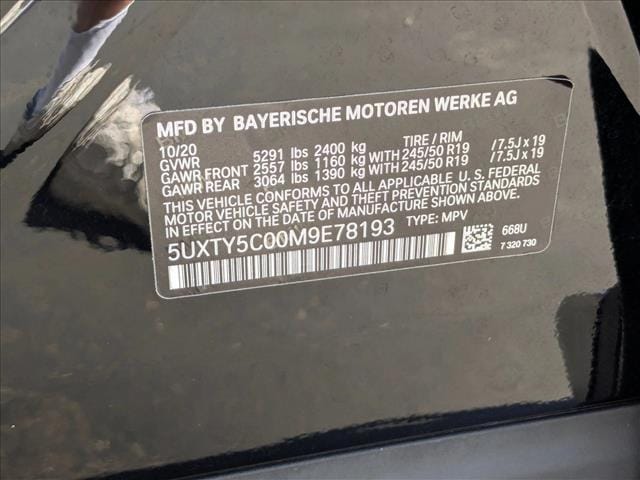 MFD BY BAYERISCHE MOTOREN WERKE AG
10/20 TIRE / RIM
GVWR 5291 lbs 2400 kg
GAWR FRONT 2557 lbs 1160 kg WITH 245/50 R19 /7.5J x 19
GAWR REAR 3064 lbs 1390 kg WITH 245/50 R19 /7.5J x 19
THIS VEHICLE CONFORMS TO ALL APPLICABLE U. S. FEDERAL
MOTOR VEHICLE SAFETY AND THEFT PREVENTION STANDARDS
IN EFFECT ON THE DATE OF MANUFACTURE SHOWN ABOVE.
5UXTY5C00M9E78193 TYPE: MPV
668U
7 320 730